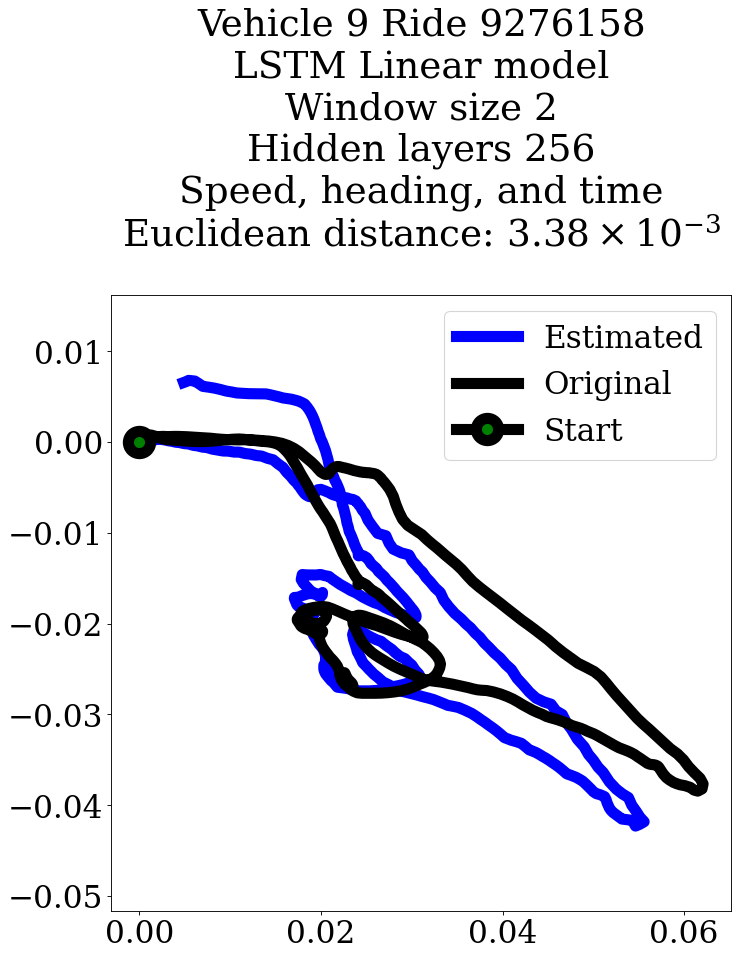 Vehicle 9 Ride 9276158
LSTM Linear model
Window size 2
Hidden layers 256
Speed, heading, and time
Euclidean distance: 3.38 × 10⁻³
Estimated
Original
Start
0.01
0.00
−0.01
−0.02
−0.03
−0.04
−0.05
0.00 0.02 0.04 0.06